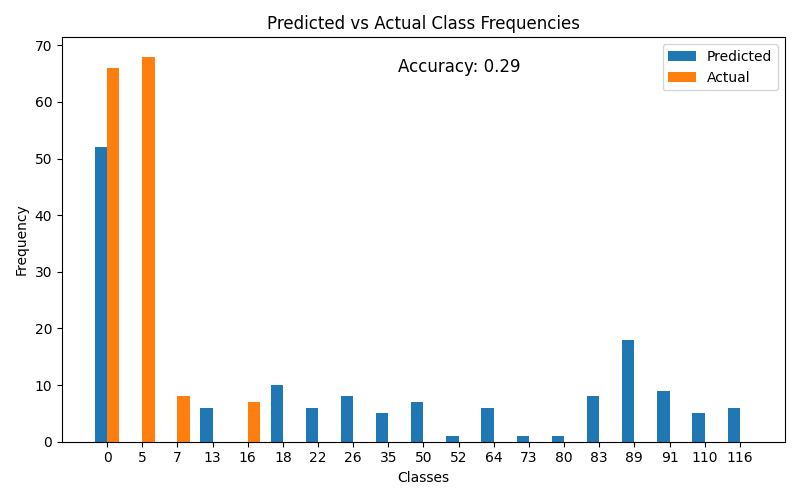 Predicted vs Actual Class Frequencies
Accuracy: 0.29
Predicted
Actual
Frequency
70
60
50
40
30
20
10
0
0 5 7 13 16 18 22 26 35 50 52 64 73 80 83 89 91 110 116
Classes